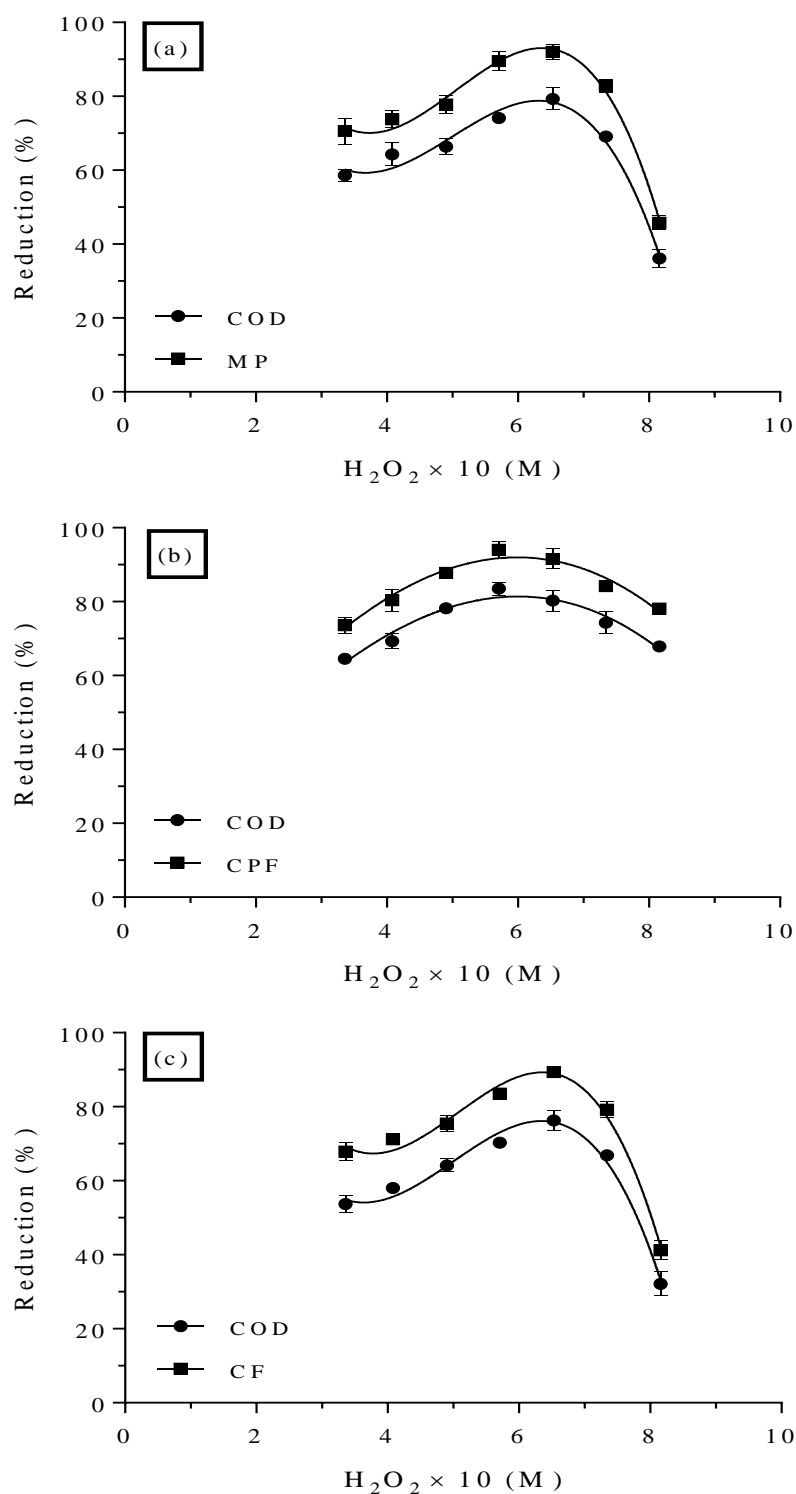 (a)
100
80
60
40
20
0
Reduction (%)
COD
MP
0 2 4 6 8 10
H₂O₂ × 10 (M)
(b)
100
80
60
40
20
0
Reduction (%)
COD
CPF
0 2 4 6 8 10
H₂O₂ × 10 (M)
(c)
100
80
60
40
20
0
Reduction (%)
COD
CF
0 2 4 6 8 10
H₂O₂ × 10 (M)